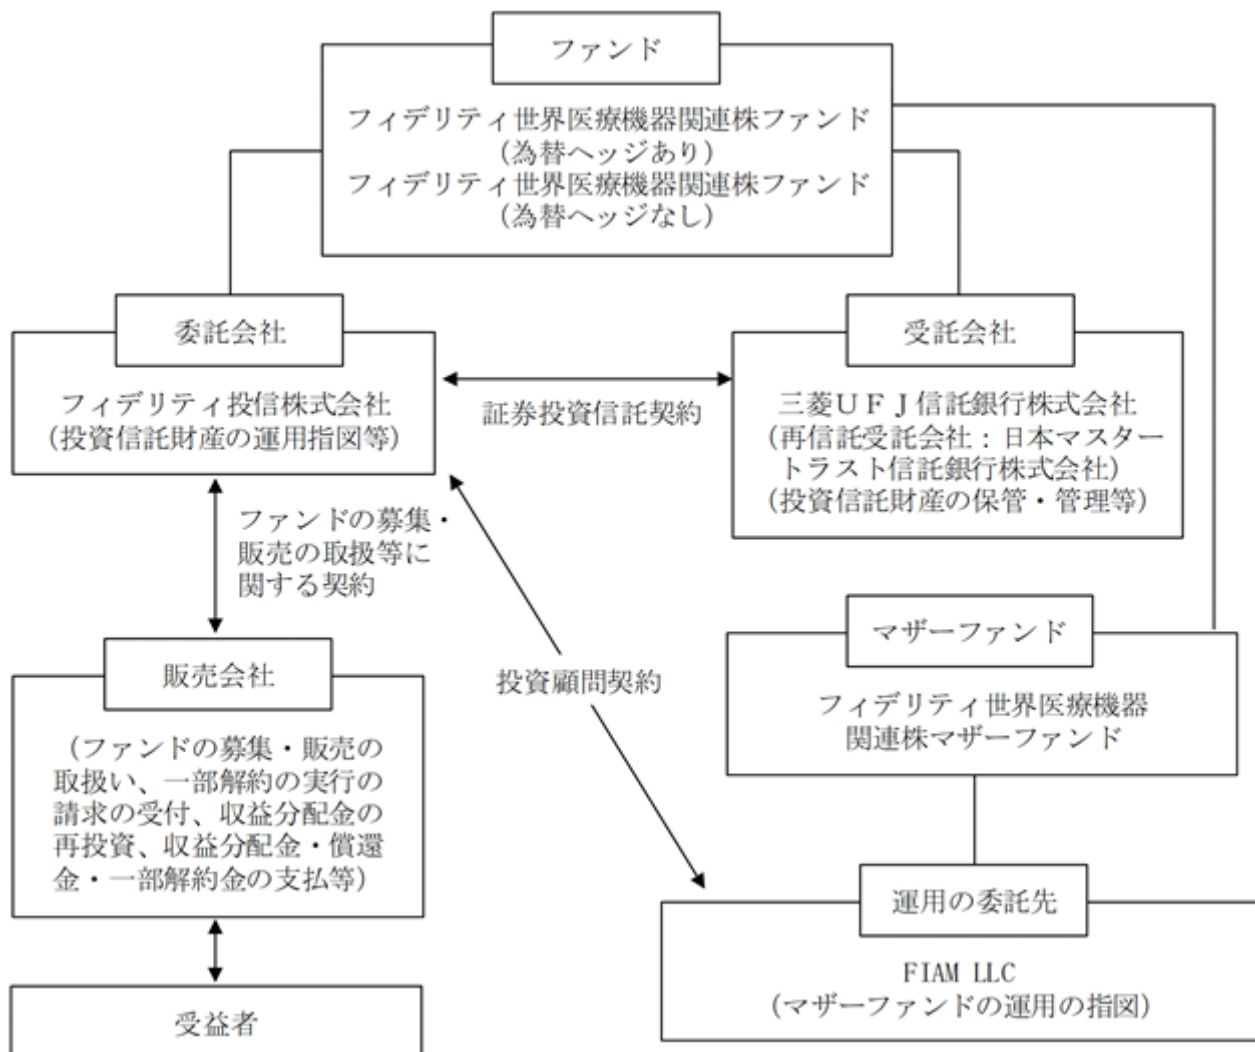 ファンド
フィデリティ世界医療機器関連株ファンド
（為替ヘッジあり）
フィデリティ世界医療機器関連株ファンド
（為替ヘッジなし）
委託会社
フィデリティ投信株式会社
（投資信託財産の運用指図等）
証券投資信託契約
受託会社
三菱ＵＦＪ信託銀行株式会社
（再信託受託会社：日本マスター
トラスト信託銀行株式会社）
（投資信託財産の保管・管理等）
ファンドの募集・
販売の取扱等に
関する契約
投資顧問契約
マザーファンド
フィデリティ世界医療機器
関連株マザーファンド
販売会社
（ファンドの募集・販売の
取扱い、一部解約の実行の
請求の受付、収益分配金の
再投資、収益分配金・償還
金・一部解約金の支払等）
運用の委託先
FIAM LLC
（マザーファンドの運用の指図）
受益者